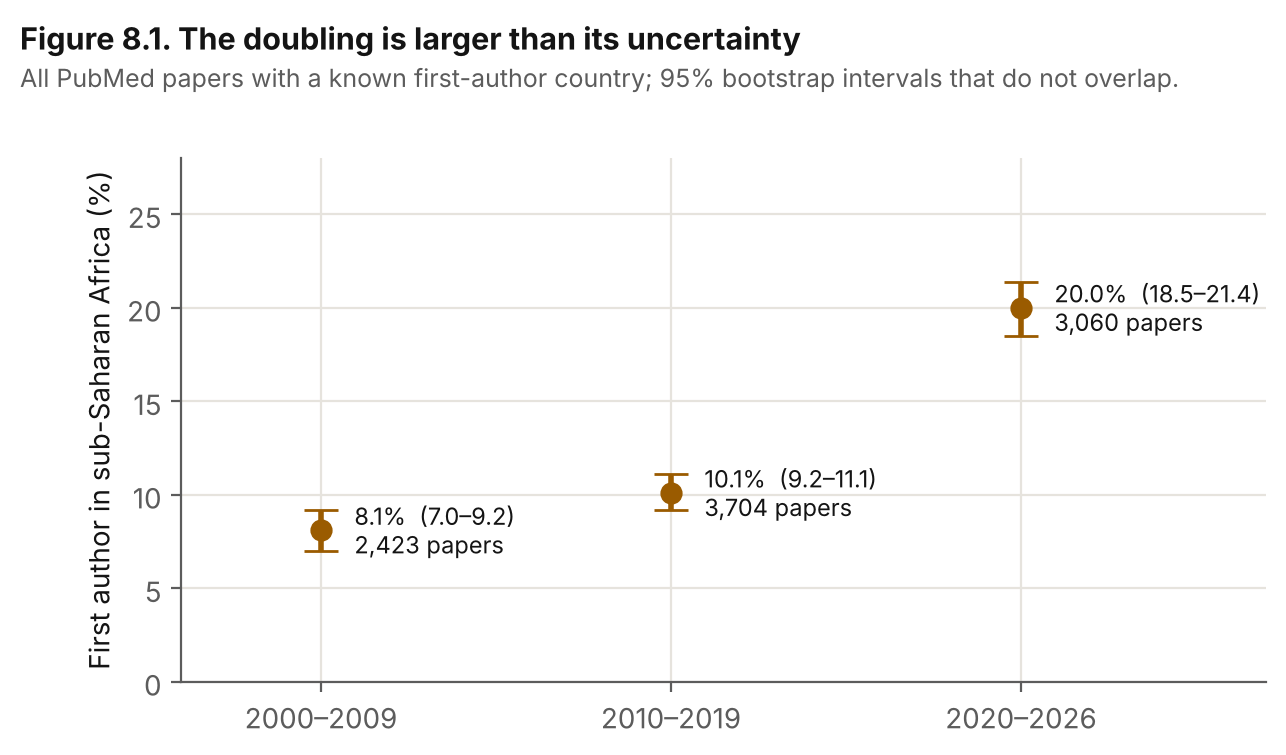 Figure 8.1. The doubling is larger than its uncertainty
All PubMed papers with a known first-author country; 95% bootstrap intervals that do not overlap.
First author in sub-Saharan Africa (%)
25
20
15
10
5
0
8.1% (7.0–9.2)
2,423 papers
10.1% (9.2–11.1)
3,704 papers
20.0% (18.5–21.4)
3,060 papers
2000–2009
2010–2019
2020–2026